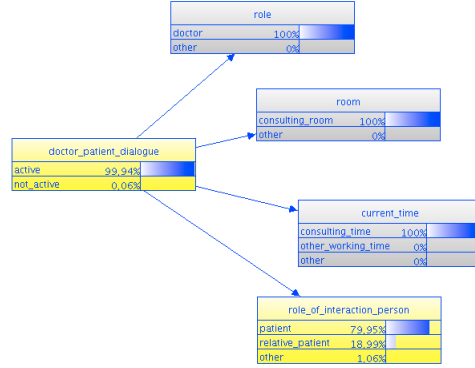 role
doctor 100%
other 0%
room
consulting_room 100%
other 0%
doctor_patient_dialogue
active 99,94%
not_active 0,06%
current_time
consulting_time 100%
other_working_time 0%
other 0%
role_of_interaction_person
patient 79,95%
relative_patient 18,99%
other 1,06%